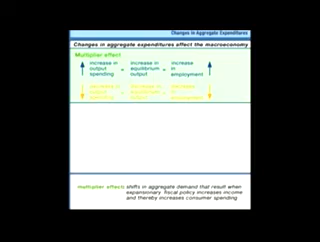 Changes in Aggregate Expenditures
Changes in aggregate expenditures affect the macroeconomy
Multiplier effect
increase in output spending = increase in equilibrium output = increase in employment
decrease in output spending = decrease in equilibrium output = decrease in employment
multiplier effects shifts in aggregate demand that result when
expansionary fiscal policy increases income
and thereby increases consumer spending